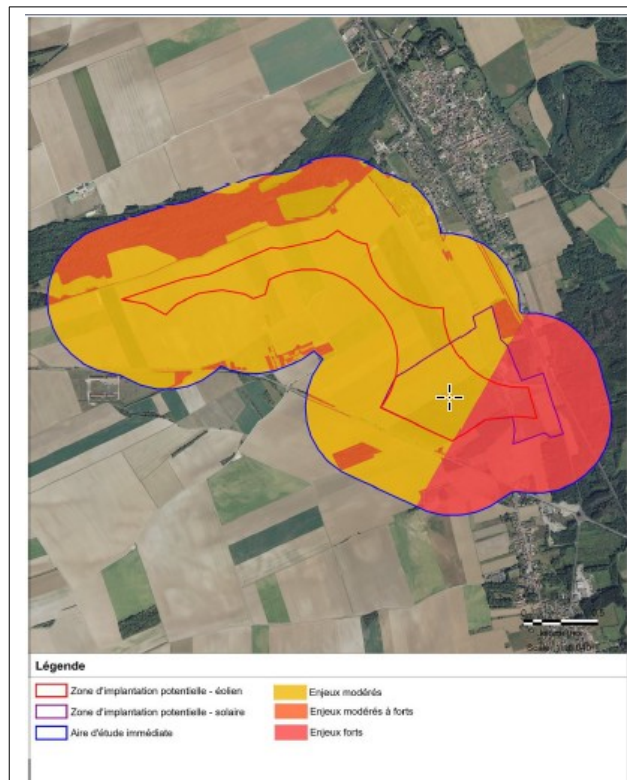 Légende
Zone d'implantation potentielle - éolien
Zone d'implantation potentielle - solaire
Aire d'étude immédiate
Enjeux modérés
Enjeux modérés à forts
Enjeux forts